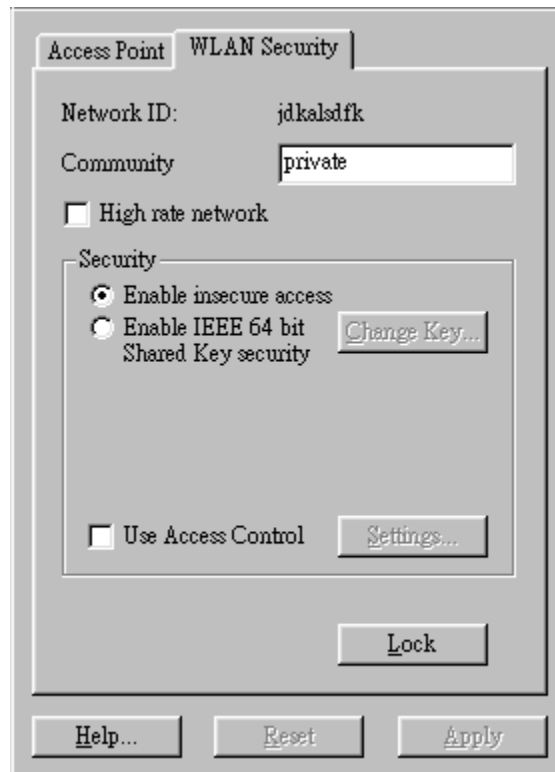 Access Point WLAN Security
Network ID: jdkalsdfk
Community private
High rate network
Security
Enable insecure access
Enable IEEE 64 bit
Shared Key security
Change Key...
Use Access Control Settings...
Lock
Help... Reset Apply